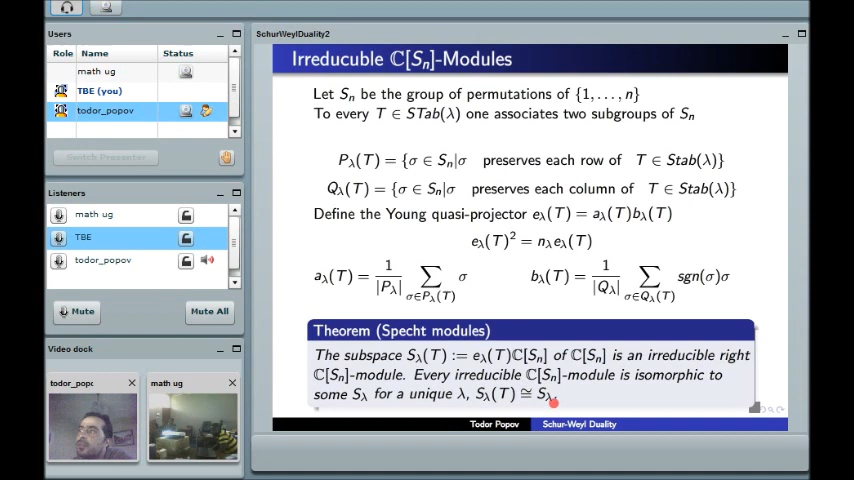 Users
Role Name Status
math ug
TBE (you)
todor_popov
Switch Presenter
Listeners
math ug
TBE
todor_popov
Mute
Mute All
Video dock
todor_popc
math ug
SchurWeylDuality2
Irreducuble ℂ[Sₙ]-Modules
Let Sₙ be the group of permutations of {1, . . . , n}
To every T ∈ STab(λ) one associates two subgroups of Sₙ
P_λ(T) = {σ ∈ Sₙ|σ preserves each row of T ∈ Stab(λ)}
Q_λ(T) = {σ ∈ Sₙ|σ preserves each column of T ∈ Stab(λ)}
Define the Young quasi-projector e_λ(T) = a_λ(T)b_λ(T)
e_λ(T)² = n_λe_λ(T)
a_λ(T) = 1/|P_λ| ∑_{σ∈P_λ(T)} σ b_λ(T) = 1/|Q_λ| ∑_{σ∈Q_λ(T)} sgn(σ)σ
Theorem (Specht modules)
The subspace S_λ(T) := e_λ(T)ℂ[Sₙ] of ℂ[Sₙ] is an irreducible right
ℂ[Sₙ]-module. Every irreducible ℂ[Sₙ]-module is isomorphic to
some S_λ for a unique λ, S_λ(T) ≅ S_λ.
Todor Popov Schur-Weyl Duality